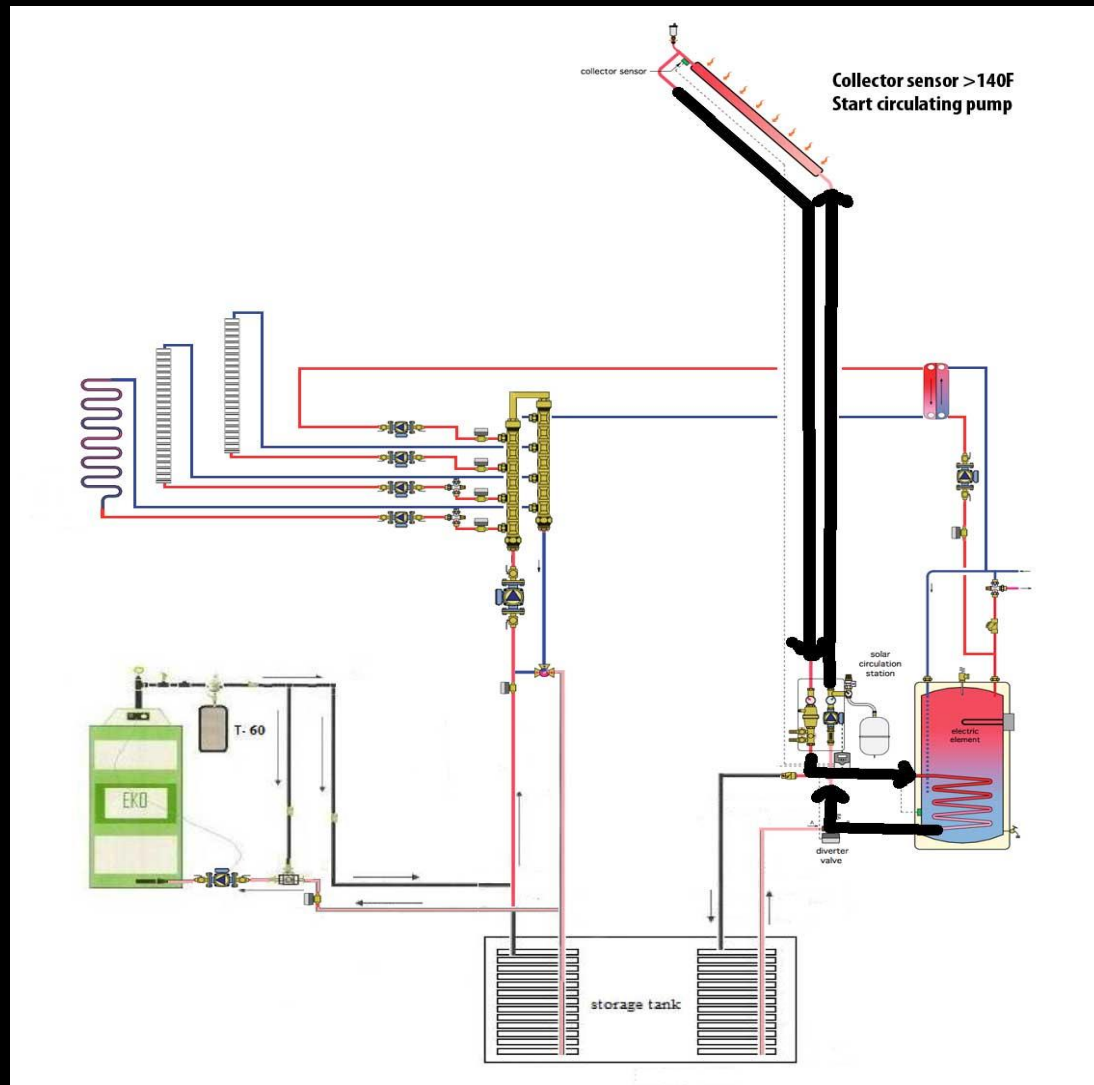 collector sensor
Collector sensor >140F
Start circulating pump
solar
circulation
station
T- 60
electric
element
EKO
diverter
valve
storage tank